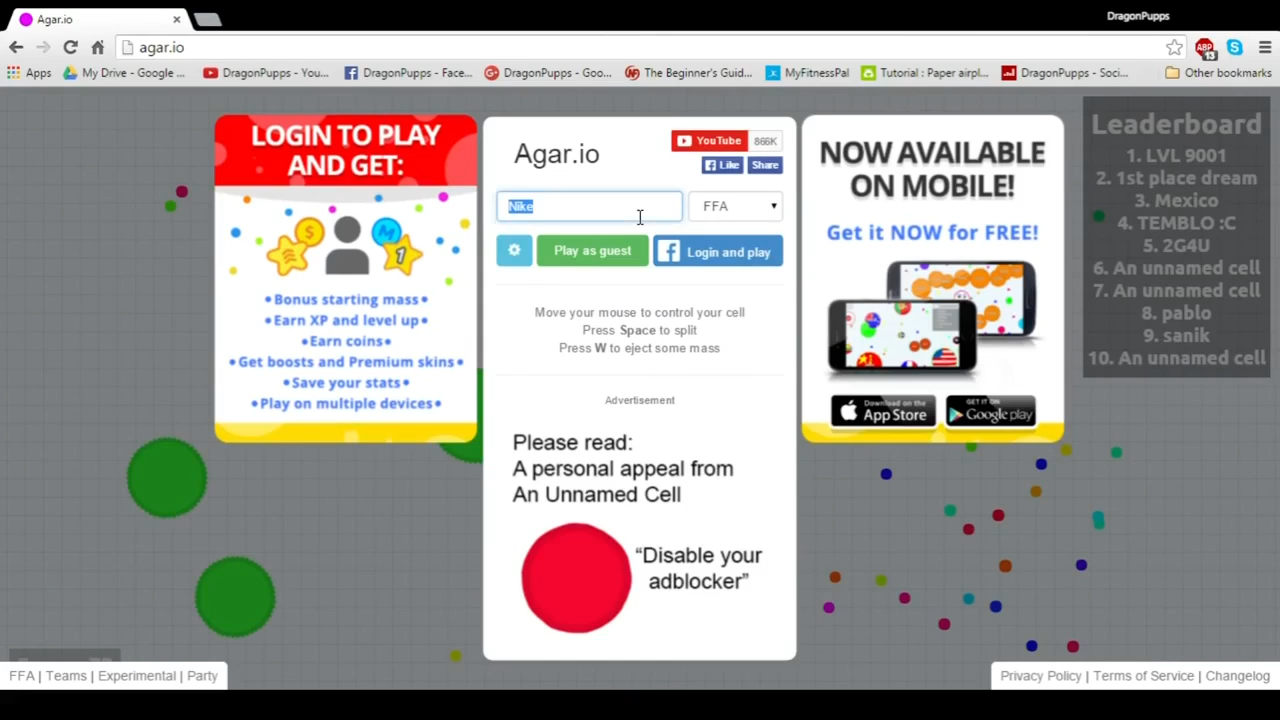 Agar.io
DragonPupps
agar.io
ABP
13
Apps
My Drive - Google ...
DragonPupps - You...
DragonPupps - Face...
DragonPupps - Goo...
The Beginner's Guid...
MyFitnessPal
Tutorial : Paper airpl...
DragonPupps - Soci...
Other bookmarks
LOGIN TO PLAY
AND GET:
•Bonus starting mass•
•Earn XP and level up•
•Earn coins•
•Get boosts and Premium skins•
•Save your stats•
•Play on multiple devices•
Agar.io
YouTube 866K
Like Share
Nike
FFA
Play as guest
Login and play
Move your mouse to control your cell
Press Space to split
Press W to eject some mass
Advertisement
Please read:
A personal appeal from
An Unnamed Cell
“Disable your
adblocker”
NOW AVAILABLE
ON MOBILE!
Get it NOW for FREE!
Download on the
App Store
GET IT ON
Google play
Leaderboard
1. LVL 9001
2. 1st place dream
3. Mexico
4. TEMBLO :C
5. 2G4U
6. An unnamed cell
7. An unnamed cell
8. pablo
9. sanik
10. An unnamed cell
FFA | Teams | Experimental | Party
Privacy Policy | Terms of Service | Changelog